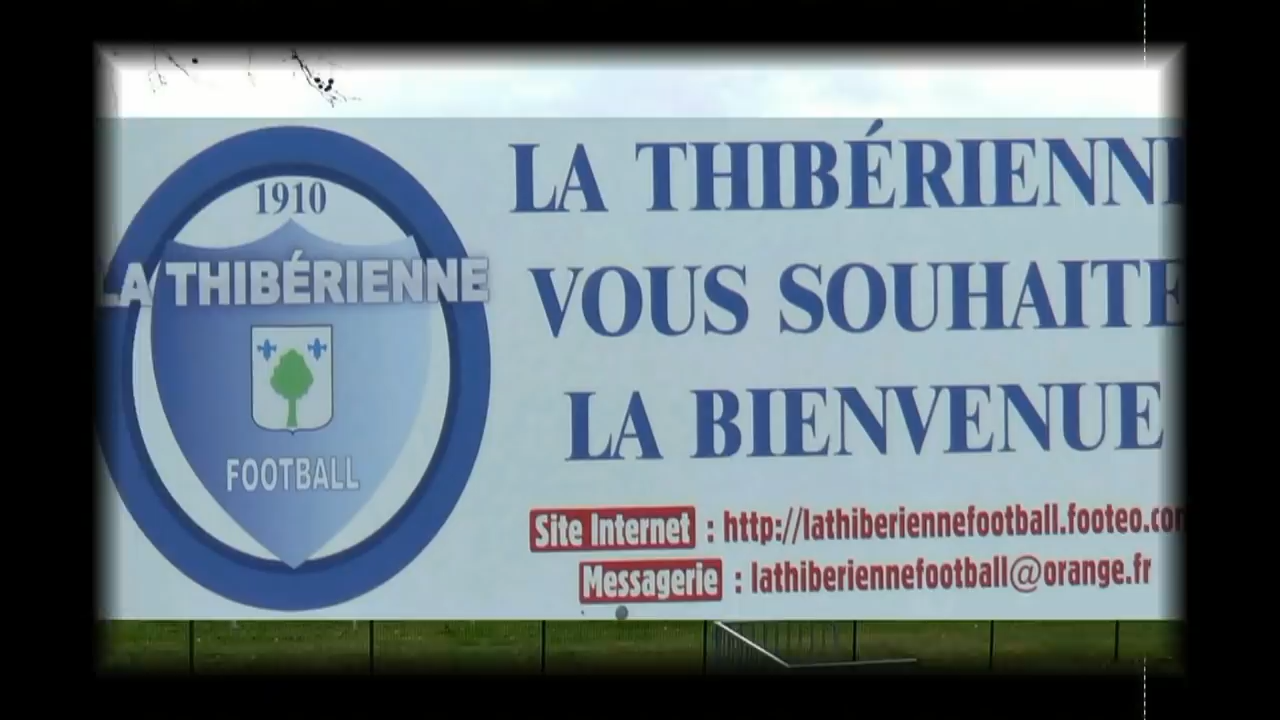 1910
LA THIBÉRIENNE
FOOTBALL
LA THIBÉRIENN
VOUS SOUHAITE
LA BIENVENUE
Site Internet : http://lathiberiennefootball.footeo.com
Messagerie : lathiberiennefootball@orange.fr